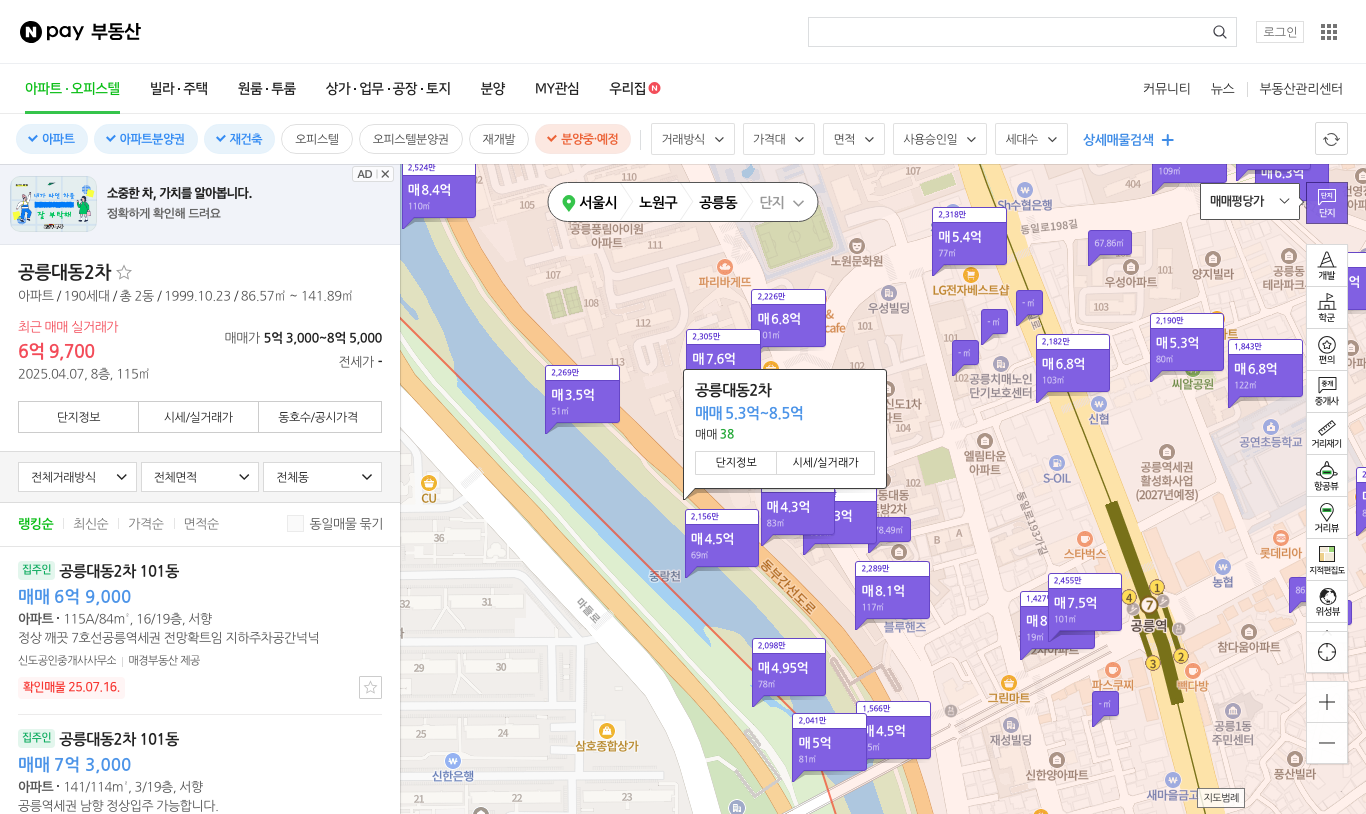 N pay 부동산
로그인
아파트·오피스텔
빌라·주택
원룸·투룸
상가·업무·공장·토지
분양
MY관심
우리집 N
커뮤니티
뉴스
부동산관리센터
아파트
아파트분양권
재건축
오피스텔
오피스텔분양권
재개발
분양중·예정
거래방식
가격대
면적
사용승인일
세대수
상세매물검색
소중한 차, 가치를 알아봅니다.
정확하게 확인해 드려요
AD
공릉대동2차
아파트 / 190세대 / 총 2동 / 1999.10.23 / 86.57㎡ ~ 141.89㎡
최근 매매 실거래가
6억 9,700
2025.04.07, 8층, 115㎡
매매가 5억 3,000~8억 5,000
전세가 -
단지정보
시세/실거래가
동호수/공시가격
전체거래방식
전체면적
전체동
랭킹순
최신순
가격순
면적순
동일매물 묶기
집주인 공릉대동2차 101동
매매 6억 9,000
아파트 · 115A/84㎡, 16/19층, 서향
정상 깨끗 7호선공릉역세권 전망확트임 지하주차공간넉넉
신도공인중개사사무소
매경부동산 제공
확인매물 25.07.16.
집주인 공릉대동2차 101동
매매 7억 3,000
아파트 · 141/114㎡, 3/19층, 서향
공릉역세권 남향 정상입주 가능합니다.
서울시
노원구
공릉동
단지
매매평당가
단지
개발
학군
편의
중개
중개사
거리재기
항공뷰
거리뷰
지적편집도
위성뷰
지도범례
2,524만
매8.4억
110㎡
102
공릉풍림아이원
아파트
111
107
108
112
113
파리바게뜨
노원문화원
우성빌딩
103
Sh수협은행
동일로198길
404
109㎡
매6.3억
2,318만
매5.4억
77㎡
LG전자베스트샵
67.86㎡
우성아파트
101
양지빌라
공릉동
테라파크
103
2,226만
매6.8억
2,305만
매7.6억
cafe
101
101
102
공릉치매노인
단기보호센터
- ㎡
- ㎡
- ㎡
2,182만
매6.8억
103㎡
2,190만
매5.3억
80㎡
씨알공원
1,843만
매6.8억
122㎡
2,269만
매3.5억
51㎡
공릉대동2차
매매 5.3억~8.5억
매매 38
단지정보
시세/실거래가
104
신협
공연초등학교
엘림타운
아파트
S-OIL
공릉역세권
활성화사업
(2027년예정)
102
동일로193가길
B
A
CU
36
32
31
29
30
25
24
21
22
23
중랑천
마들로
동부간선도로
매4.3억
83㎡
2,156만
매4.5억
69㎡
2,289만
매8.1억
117㎡
블루핸즈
스타벅스
롯데리아
농협
2,455만
매7.5억
101㎡
19㎡
1
2
3
4
7
공릉역
참다움아파트
2,098만
매4.95억
78㎡
그린마트
파스쿠찌
빽다방
- ㎡
1,566만
매4.5억
2,041만
매5억
81㎡
재성빌딩
신한양아파트
공릉1동
주민센터
풍산빌라
삼호종합상가
신한은행